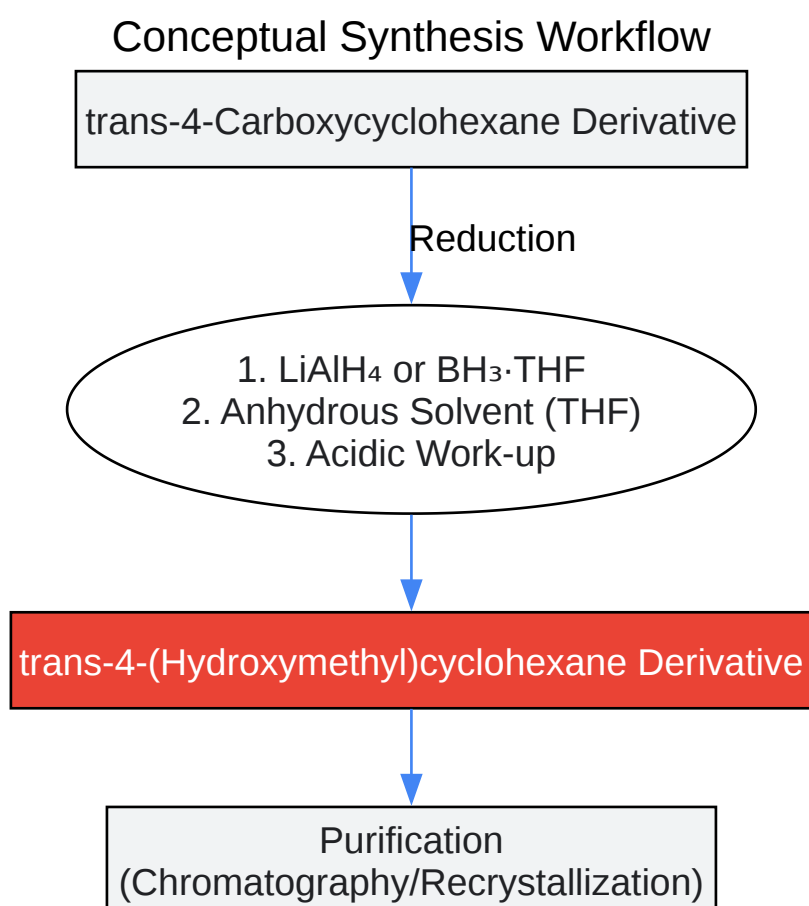 Conceptual Synthesis Workflow
trans-4-Carboxycyclohexane Derivative
Reduction
1. LiAlH₄ or BH₃·THF
2. Anhydrous Solvent (THF)
3. Acidic Work-up
trans-4-(Hydroxymethyl)cyclohexane Derivative
Purification
(Chromatography/Recrystallization)